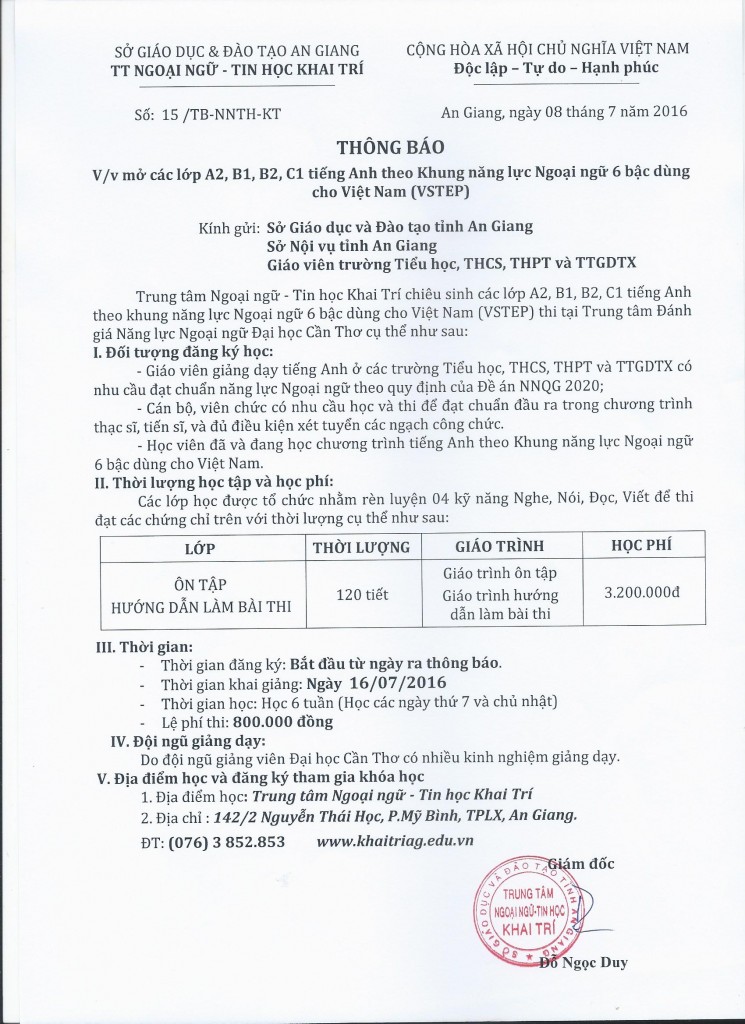 SỞ GIÁO DỤC & ĐÀO TẠO AN GIANG
TT NGOẠI NGỮ - TIN HỌC KHAI TRÍ
CỘNG HÒA XÃ HỘI CHỦ NGHĨA VIỆT NAM
Độc lập – Tự do – Hạnh phúc
Số: 15 /TB-NNTH-KT
An Giang, ngày 08 tháng 7 năm 2016
THÔNG BÁO
V/v mở các lớp A2, B1, B2, C1 tiếng Anh theo Khung năng lực Ngoại ngữ 6 bậc dùng
cho Việt Nam (VSTEP)
Kính gửi: Sở Giáo dục và Đào tạo tỉnh An Giang
Sở Nội vụ tỉnh An Giang
Giáo viên trường Tiểu học, THCS, THPT và TTGDTX
Trung tâm Ngoại ngữ - Tin học Khai Trí chiêu sinh các lớp A2, B1, B2, C1 tiếng Anh
theo khung năng lực Ngoại ngữ 6 bậc dùng cho Việt Nam (VSTEP) thi tại Trung tâm Đánh
giá Năng lực Ngoại ngữ Đại học Cần Thơ cụ thể như sau:
I. Đối tượng đăng ký học:
- Giáo viên giảng dạy tiếng Anh ở các trường Tiểu học, THCS, THPT và TTGDTX có
nhu cầu đạt chuẩn năng lực Ngoại ngữ theo quy định của Đề án NNQG 2020;
- Cán bộ, viên chức có nhu cầu học và thi để đạt chuẩn đầu ra trong chương trình
thạc sĩ, tiến sĩ, và đủ điều kiện xét tuyển các ngạch công chức.
- Học viên đã và đang học chương trình tiếng Anh theo Khung năng lực Ngoại ngữ
6 bậc dùng cho Việt Nam.
II. Thời lượng học tập và học phí:
Các lớp học được tổ chức nhằm rèn luyện 04 kỹ năng Nghe, Nói, Đọc, Viết để thi
đạt các chứng chỉ trên với thời lượng cụ thể như sau:
LỚP THỜI LƯỢNG GIÁO TRÌNH HỌC PHÍ
ÔN TẬP
HƯỚNG DẪN LÀM BÀI THI
120 tiết
Giáo trình ôn tập
Giáo trình hướng
dẫn làm bài thi
3.200.000đ
III. Thời gian:
- Thời gian đăng ký: Bắt đầu từ ngày ra thông báo.
- Thời gian khai giảng: Ngày 16/07/2016
- Thời gian học: Học 6 tuần (Học các ngày thứ 7 và chủ nhật)
- Lệ phí thi: 800.000 đồng
IV. Đội ngũ giảng dạy:
Do đội ngũ giảng viên Đại học Cần Thơ có nhiều kinh nghiệm giảng dạy.
V. Địa điểm học và đăng ký tham gia khóa học
1. Địa điểm học: Trung tâm Ngoại ngữ - Tin học Khai Trí
2. Địa chỉ : 142/2 Nguyễn Thái Học, P.Mỹ Bình, TPLX, An Giang.
ĐT: (076) 3 852.853 www.khaitriag.edu.vn
Giám đốc
SỞ GIÁO DỤC VÀ ĐÀO TẠO TỈNH AN GIANG
TRUNG TÂM
NGOẠI NGỮ-TIN HỌC
KHAI TRÍ
Đỗ Ngọc Duy